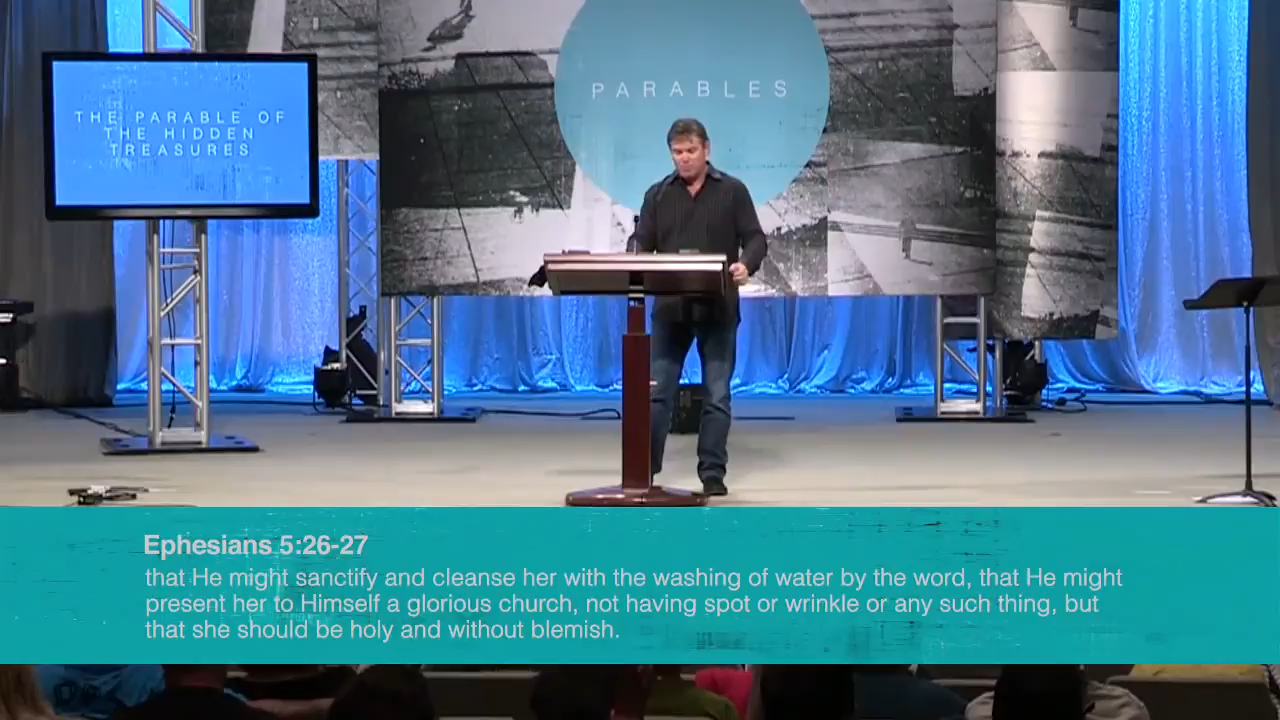 PARABLES
THE PARABLE OF
THE HIDDEN
TREASURES
Ephesians 5:26-27
that He might sanctify and cleanse her with the washing of water by the word, that He might
present her to Himself a glorious church, not having spot or wrinkle or any such thing, but
that she should be holy and without blemish.